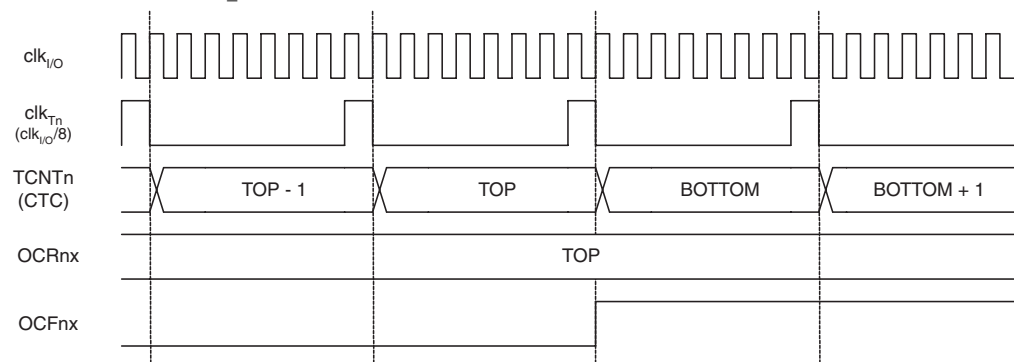 clkI/O
clkTn
(clkI/O/8)
TCNTn
(CTC)
TOP - 1
TOP
BOTTOM
BOTTOM + 1
OCRnx
TOP
OCFnx